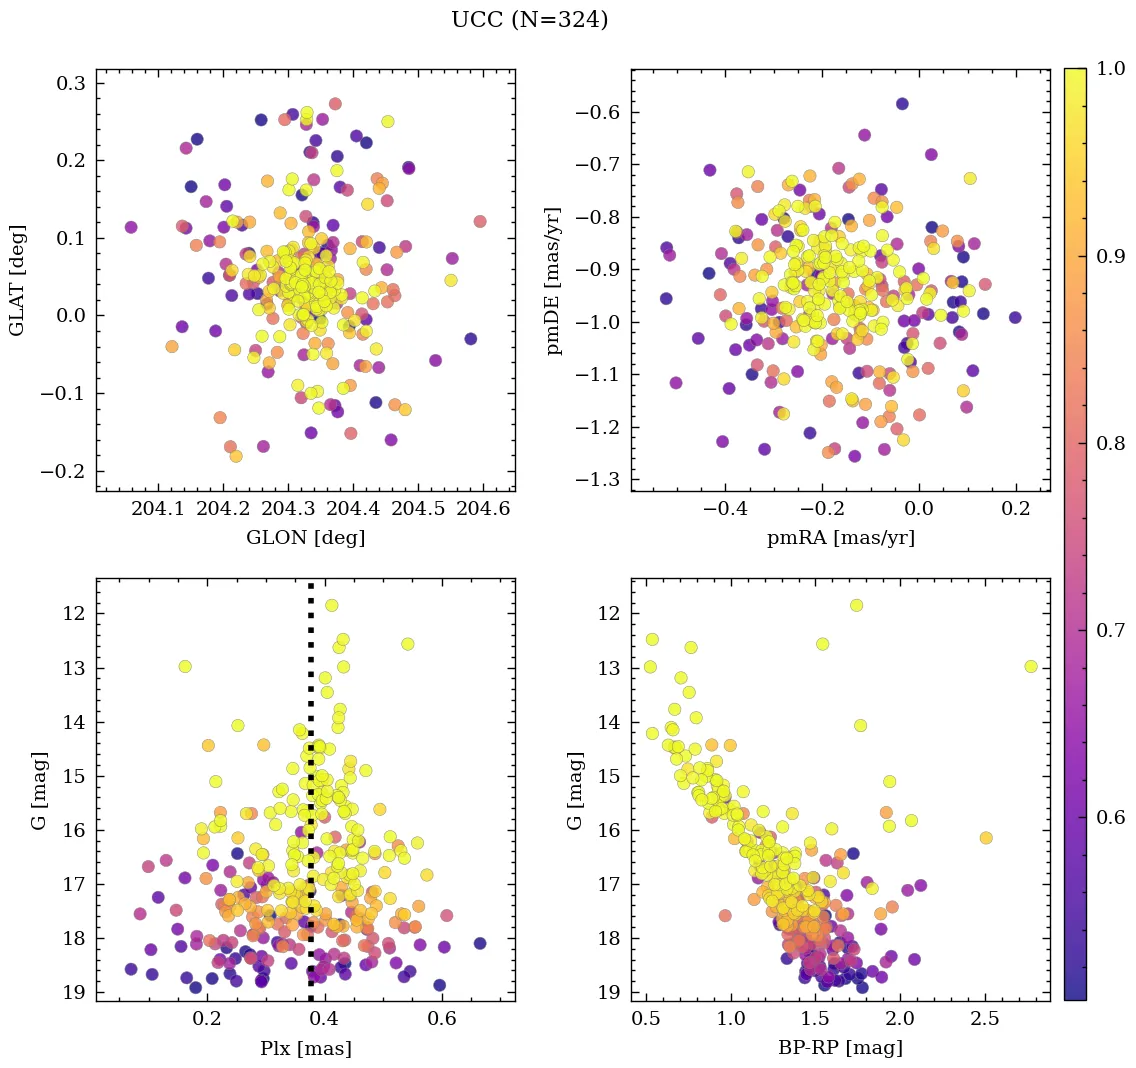 UCC (N=324)
0.3
0.2
0.1
0.0
−0.1
−0.2
GLAT [deg]
204.1 204.2 204.3 204.4 204.5 204.6
GLON [deg]
−0.6
−0.7
−0.8
−0.9
−1.0
−1.1
−1.2
−1.3
pmDE [mas/yr]
−0.4 −0.2 0.0 0.2
pmRA [mas/yr]
12
13
14
15
16
17
18
19
G [mag]
0.2 0.4 0.6
Plx [mas]
12
13
14
15
16
17
18
19
G [mag]
0.5 1.0 1.5 2.0 2.5
BP-RP [mag]
1.0
0.9
0.8
0.7
0.6